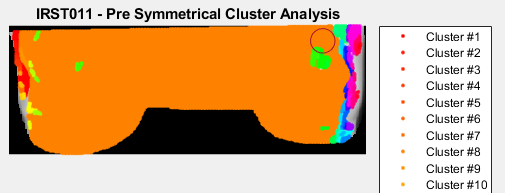 IRST011 - Pre Symmetrical Cluster Analysis
Cluster #1
Cluster #2
Cluster #3
Cluster #4
Cluster #5
Cluster #6
Cluster #7
Cluster #8
Cluster #9
Cluster #10